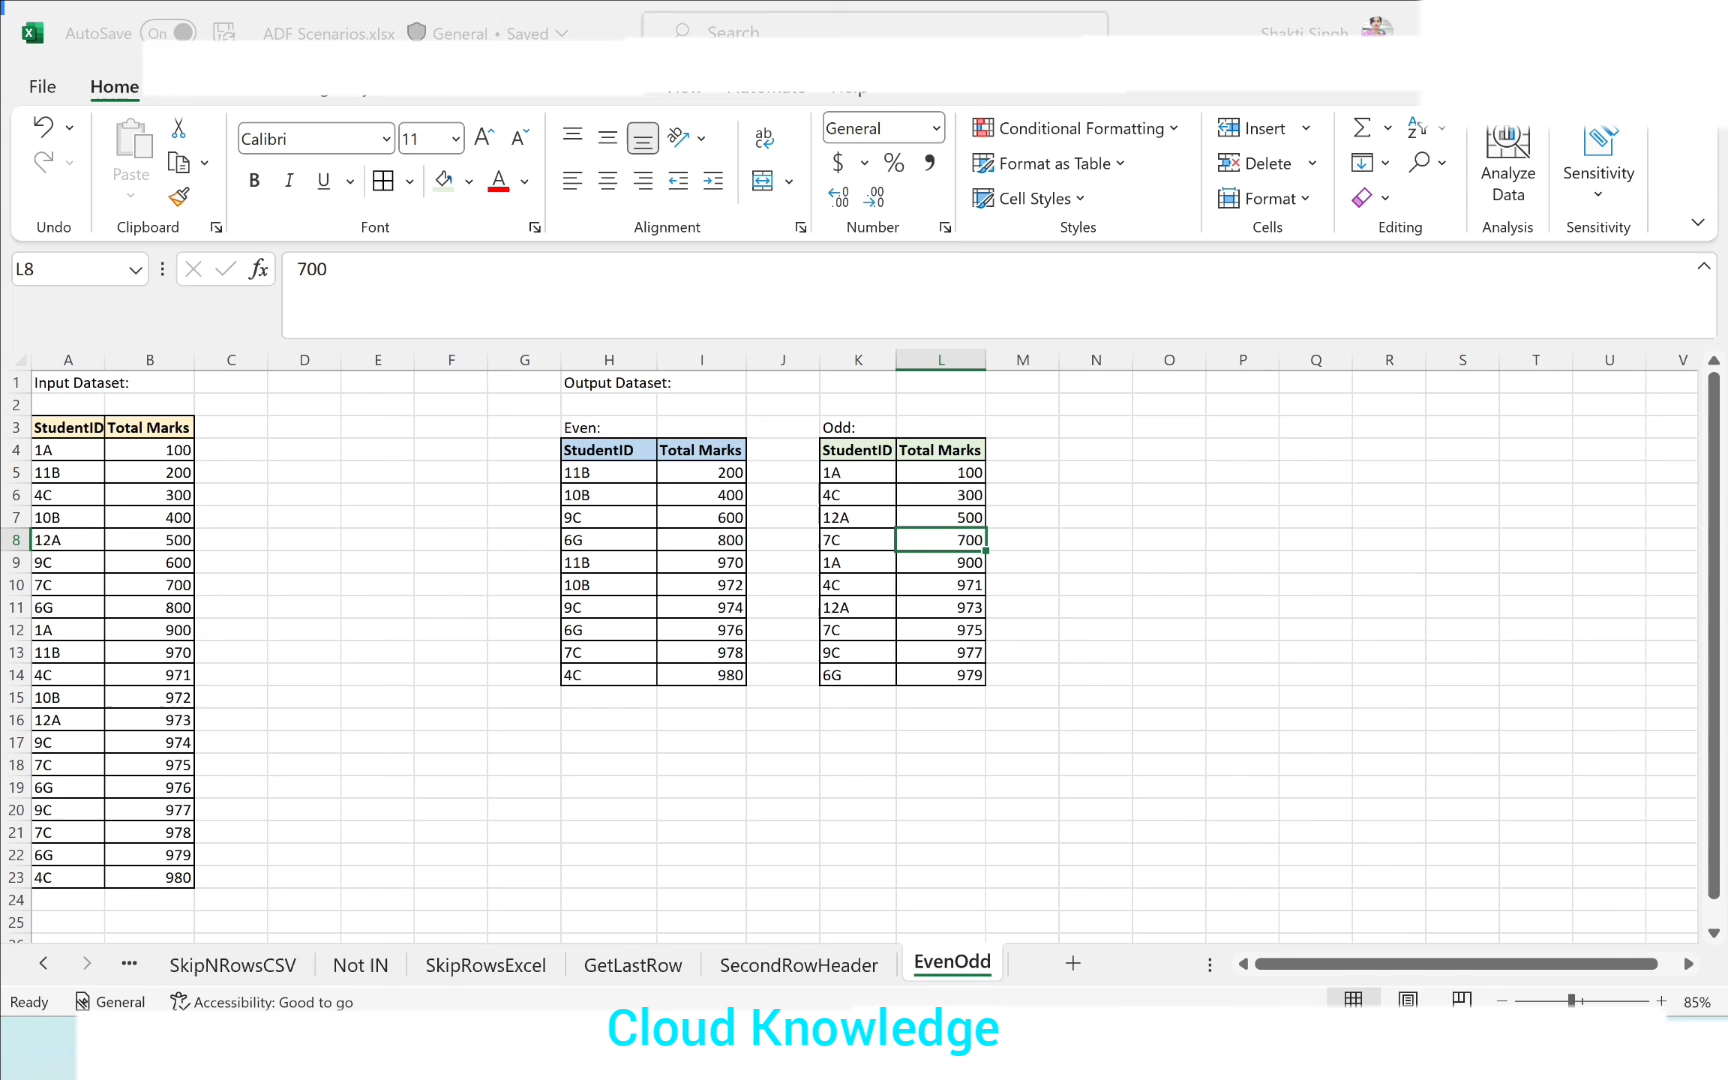 AutoSave On ADF Scenarios.xlsx General • Saved Search Shakti Singh
File Home
Calibri 11 General Conditional Formatting Insert
Paste Format as Table Delete Analyze Data Sensitivity
Cell Styles Format
Undo Clipboard Font Alignment Number Styles Cells Editing Analysis Sensitivity
L8 fx 700
A B C D E F G H I J K L M N O P Q R S T U V
1 Input Dataset: Output Dataset:
2
3 StudentID Total Marks Even: Odd:
4 1A 100 StudentID Total Marks StudentID Total Marks
5 11B 200 11B 200 1A 100
6 4C 300 10B 400 4C 300
7 10B 400 9C 600 12A 500
8 12A 500 6G 800 7C 700
9 9C 600 11B 970 1A 900
10 7C 700 10B 972 4C 971
11 6G 800 9C 974 12A 973
12 1A 900 6G 976 7C 975
13 11B 970 7C 978 9C 977
14 4C 971 4C 980 6G 979
15 10B 972
16 12A 973
17 9C 974
18 7C 975
19 6G 976
20 9C 977
21 7C 978
22 6G 979
23 4C 980
24
25
SkipNRowsCSV Not IN SkipRowsExcel GetLastRow SecondRowHeader EvenOdd
Ready General Accessibility: Good to go 85%
Cloud Knowledge